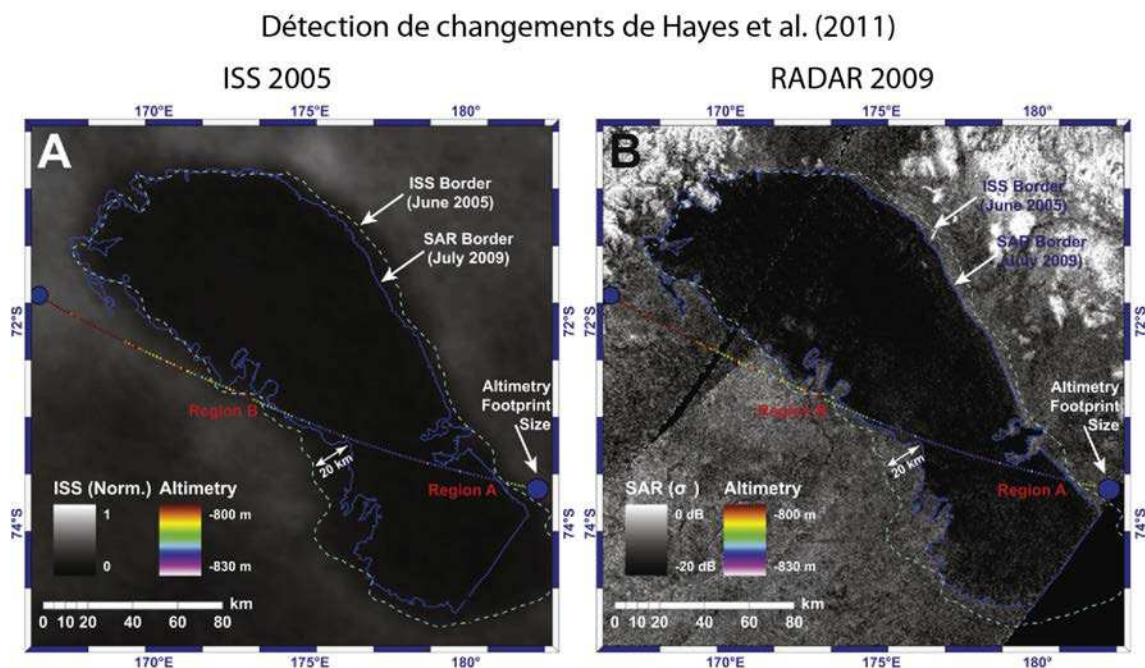 Détection de changements de Hayes et al. (2011)
ISS 2005
RADAR 2009
170°E
175°E
180°
170°E
175°E
180°
A
B
ISS Border
(June 2005)
SAR Border
(July 2009)
ISS Border
(June 2005)
SAR Border
(July 2009)
72°S
72°S
72°S
72°S
Altimetry
Footprint
Size
Altimetry
Footprint
Size
Region B
Region B
20 km
20 km
Region A
Region A
ISS (Norm.)
1
0
Altimetry
-800 m
-830 m
SAR (σ
0 dB
-20 dB
Altimetry
-800 m
-830 m
74°S
74°S
74°S
74°S
km
0 10 20 40 60 80
km
0 10 20 40 60 80
170°E
175°E
180°
170°E
175°E
180°